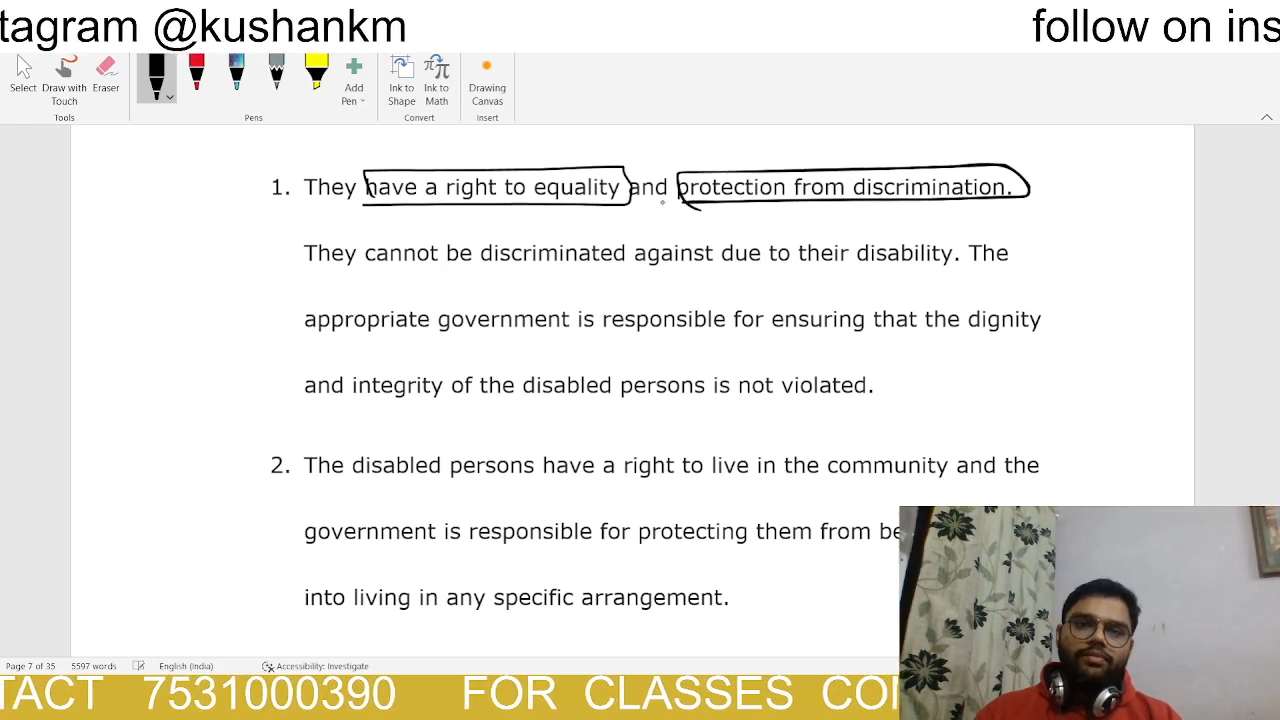 tagram @kushankm follow on ins
Select Draw with Touch Eraser Add Pen Ink to Shape Ink to Math Drawing Canvas
Tools Pens Convert Insert
1. They have a right to equality and protection from discrimination.
They cannot be discriminated against due to their disability. The
appropriate government is responsible for ensuring that the dignity
and integrity of the disabled persons is not violated.
2. The disabled persons have a right to live in the community and the
government is responsible for protecting them from be
into living in any specific arrangement.
Page 7 of 35 5597 words English (India) Accessibility: Investigate
TACT 7531000390 FOR CLASSES CO